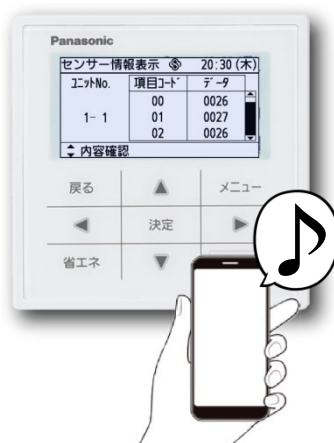 Panasonic
センサー情報表示 20:30 (木)
ユニットNo. 項目コード データ
00 0026
1- 1 01 0027
02 0026
内容確認
戻る メニュー
決定
省エネ